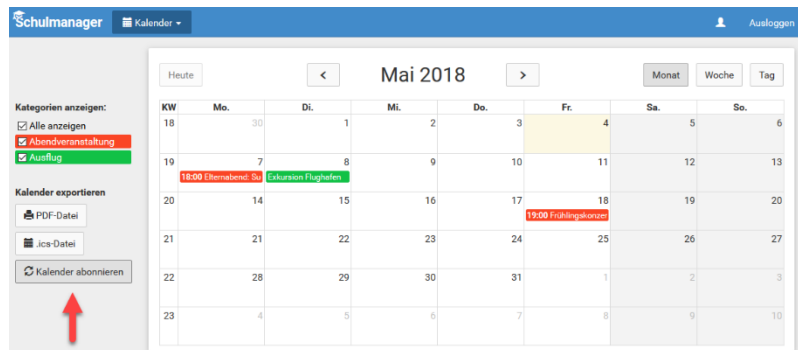 Schulmanager Kalender Ausloggen
Heute < Mai 2018 > Monat Woche Tag
Kategorien anzeigen:
Alle anzeigen
Abendveranstaltung
Ausflug
Kalender exportieren
PDF-Datei
.ics-Datei
Kalender abonnieren
KW Mo. Di. Mi. Do. Fr. Sa. So.
18 30 1 2 3 4 5 6
19 7 8 9 10 11 12 13
18:00 Elternabend: Su Exkursion Flughafen
20 14 15 16 17 18 19 20
19:00 Frühlingskonzer
21 21 22 23 24 25 26 27
22 28 29 30 31 1 2 3
23 4 5 6 7 8 9 10